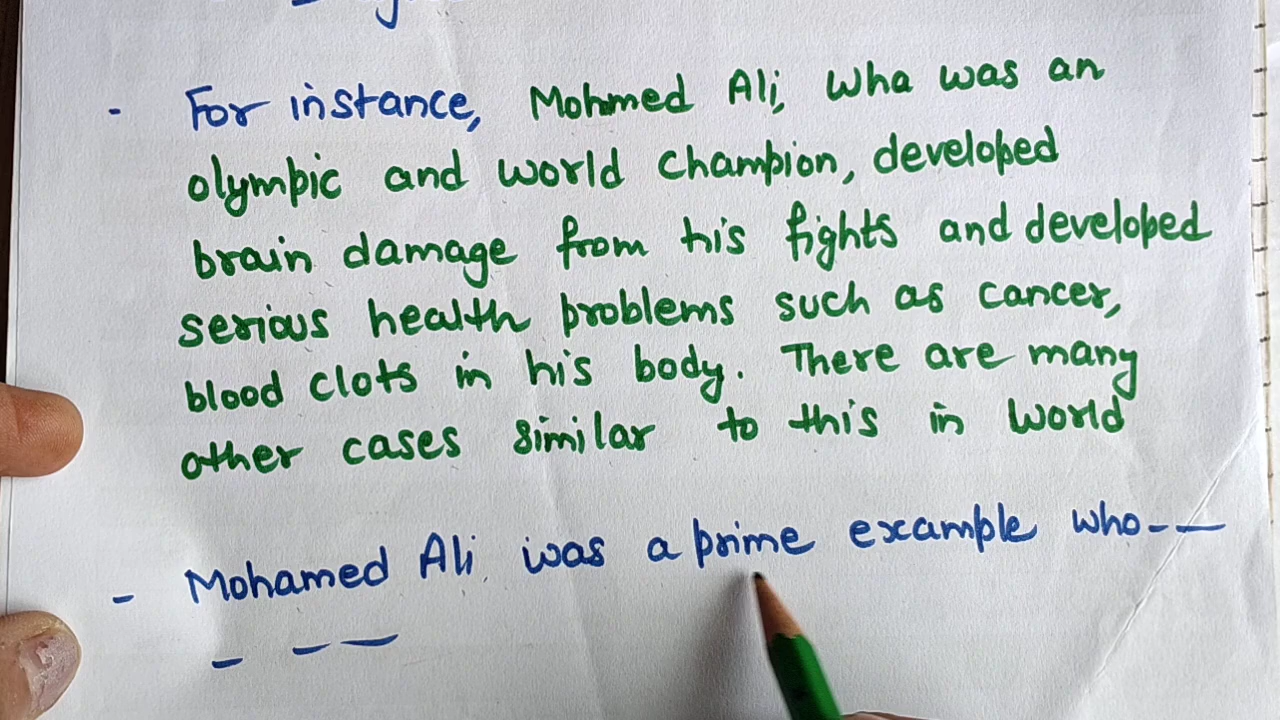 - For instance, Mohmed Ali, Wha was an
olympic and world champion, developed
brain damage from his fights and developed
serious health problems such as cancer,
blood clots in his body. There are many
other cases similar to this in world
- Mohamed Ali was a prime example who - —
- — —